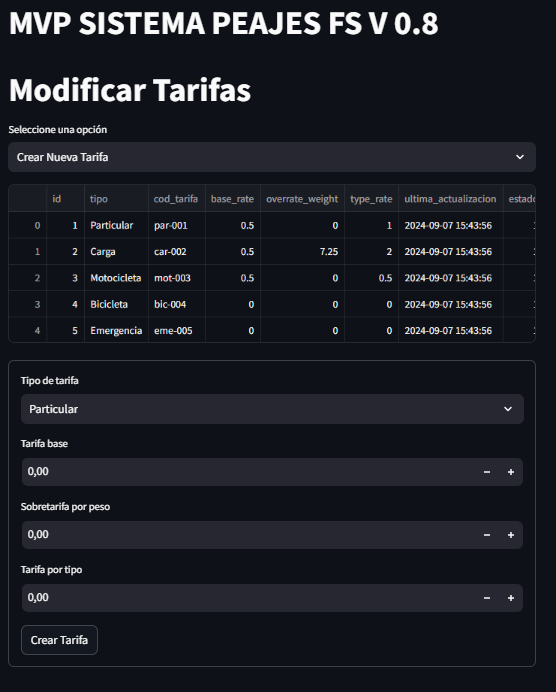 MVP SISTEMA PEAJES FS V 0.8
Modificar Tarifas
Seleccione una opción
Crear Nueva Tarifa
id tipo cod_tarifa base_rate overrate_weight type_rate ultima_actualizacion estado
0 1 Particular par-001 0.5 0 1 2024-09-07 15:43:56
1 2 Carga car-002 0.5 7.25 2 2024-09-07 15:43:56
2 3 Motocicleta mot-003 0.5 0 0.5 2024-09-07 15:43:56
3 4 Bicicleta bic-004 0 0 0 2024-09-07 15:43:56
4 5 Emergencia eme-005 0 0 0 2024-09-07 15:43:56
Tipo de tarifa
Particular
Tarifa base
0,00 − +
Sobretarifa por peso
0,00 − +
Tarifa por tipo
0,00 − +
Crear Tarifa